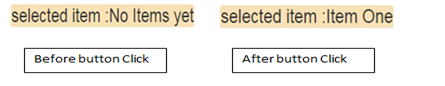 selected item :No Items yet
selected item :Item One
Before button Click
After button Click